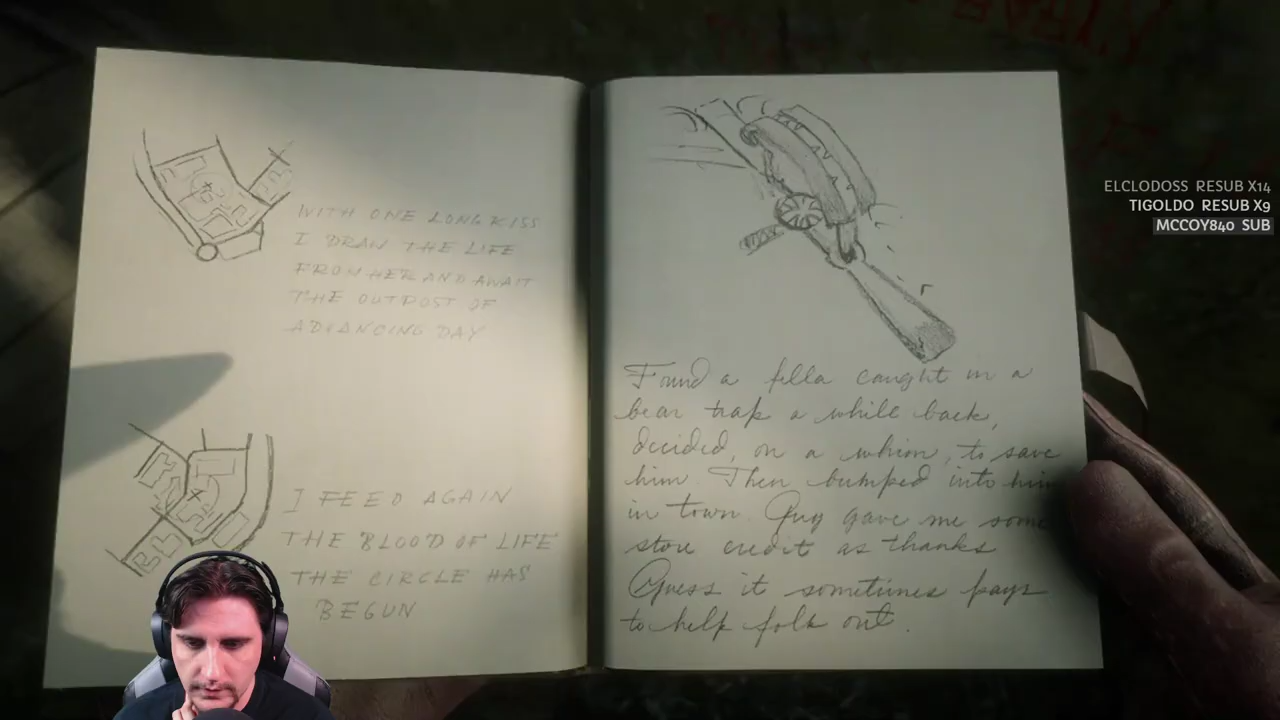 WITH ONE LONG KISS
I DRAW THE LIFE
FROM HER AND AWAIT
THE OUTPOST OF
ADVANCING DAY
I FEED AGAIN
THE BLOOD OF LIFE
THE CIRCLE HAS
BEGUN
Found a fella caught in a
bear trap a while back,
decided, on a whim, to save
him. Then bumped into him
in town. Guy gave me some
store credit as thanks
Guess it sometimes pays
to help folk out.
ELCLODOSS RESUB X14
TIGOLDO RESUB X9
MCCOY840 SUB